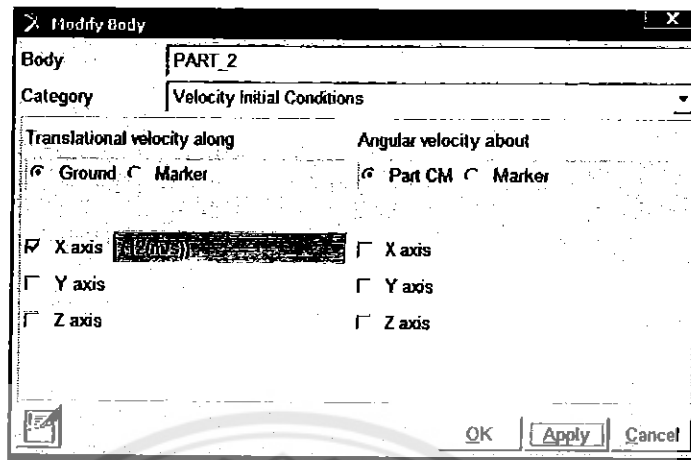 Modify Body X
Body PART_2
Category Velocity Initial Conditions
Translational velocity along Angular velocity about
Ground Marker Part CM Marker
X axis X axis
Y axis Y axis
Z axis Z axis
OK Apply Cancel